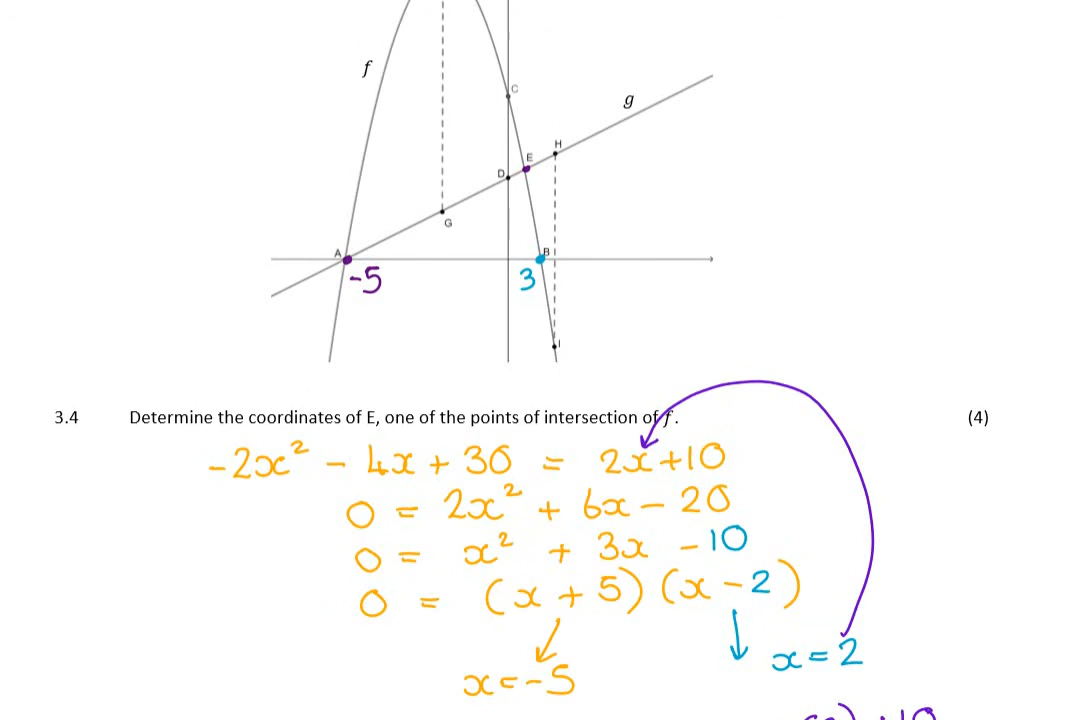 f
C
g
H
E
D
G
A
B
-5
3
I
3.4 Determine the coordinates of E, one of the points of intersection of f. (4)
-2x² - 4x + 30 = 2x+10
0 = 2x² + 6x - 20
0 = x² + 3x -10
0 = (x + 5)(x - 2)
x = 2
x = -5